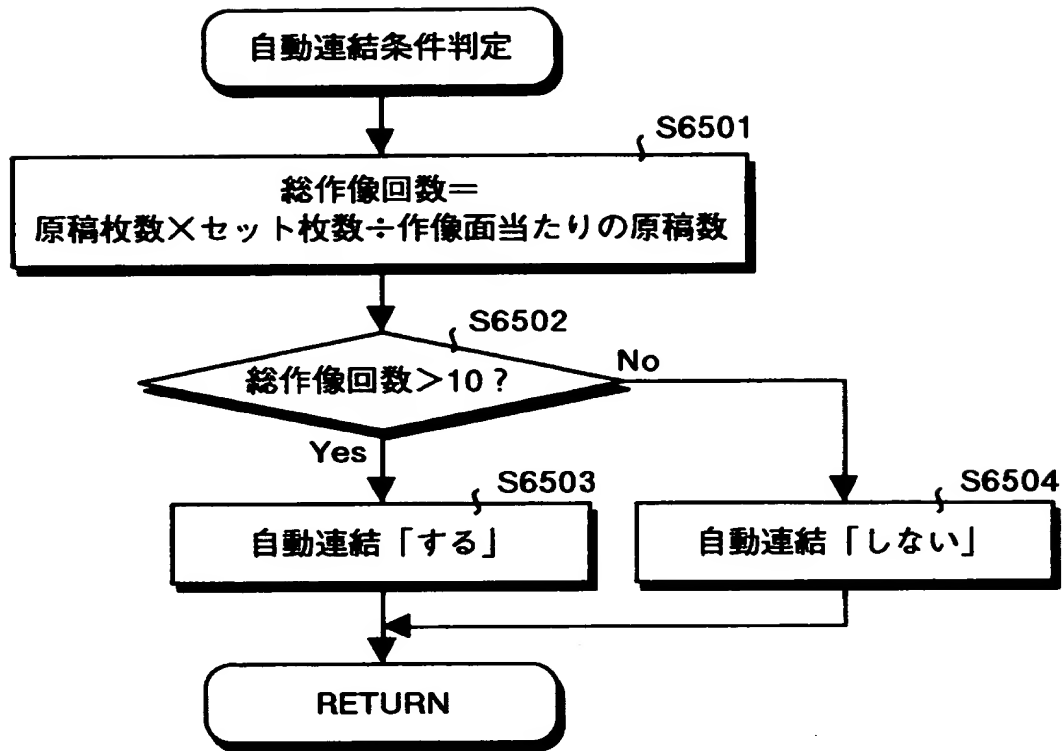 自動連結条件判定
S6501
総作像回数＝
原稿枚数×セット枚数÷作像面当たりの原稿数
S6502
総作像回数＞10？
No
Yes
S6503
自動連結「する」
S6504
自動連結「しない」
RETURN